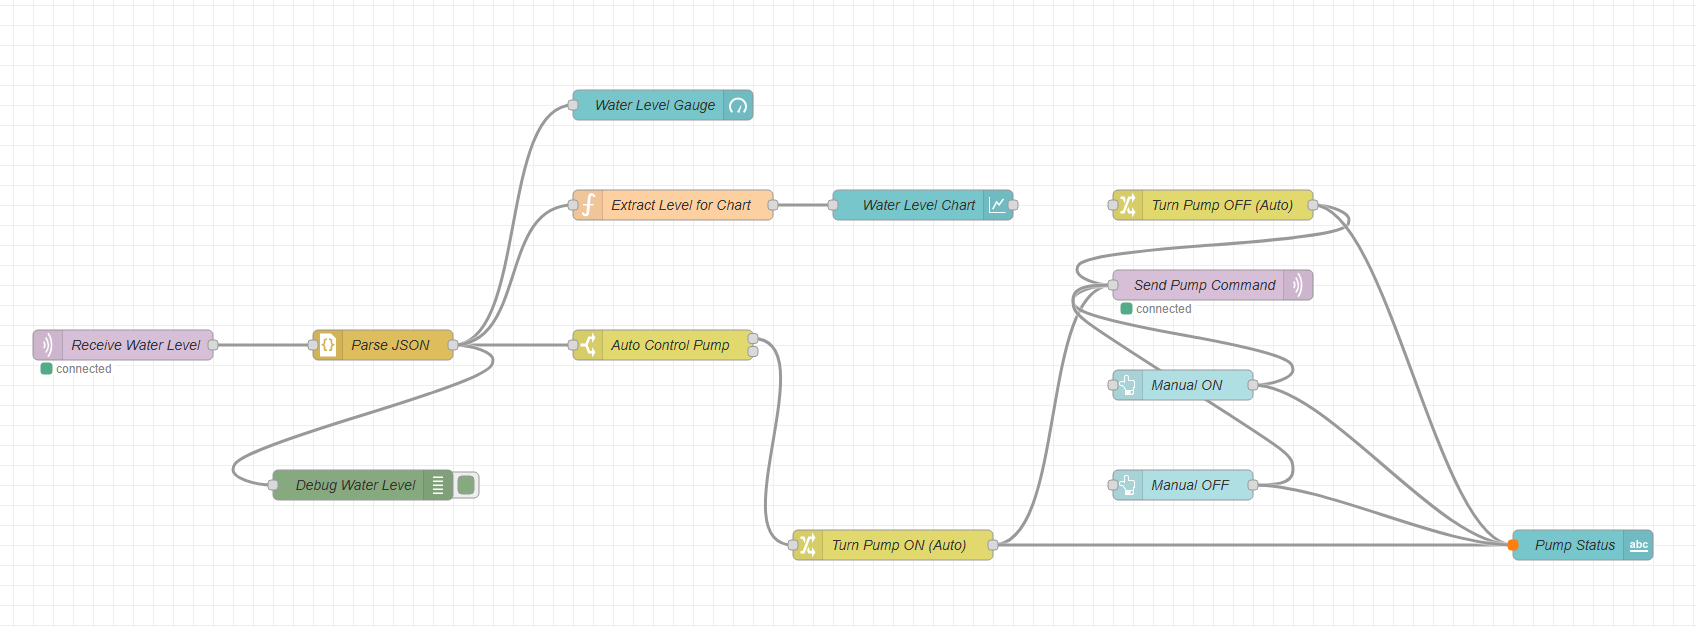 Water Level Gauge
Extract Level for Chart
Water Level Chart
Turn Pump OFF (Auto)
Send Pump Command
connected
Receive Water Level
connected
Parse JSON
{}
Auto Control Pump
Manual ON
Debug Water Level
Manual OFF
Turn Pump ON (Auto)
Pump Status
abc